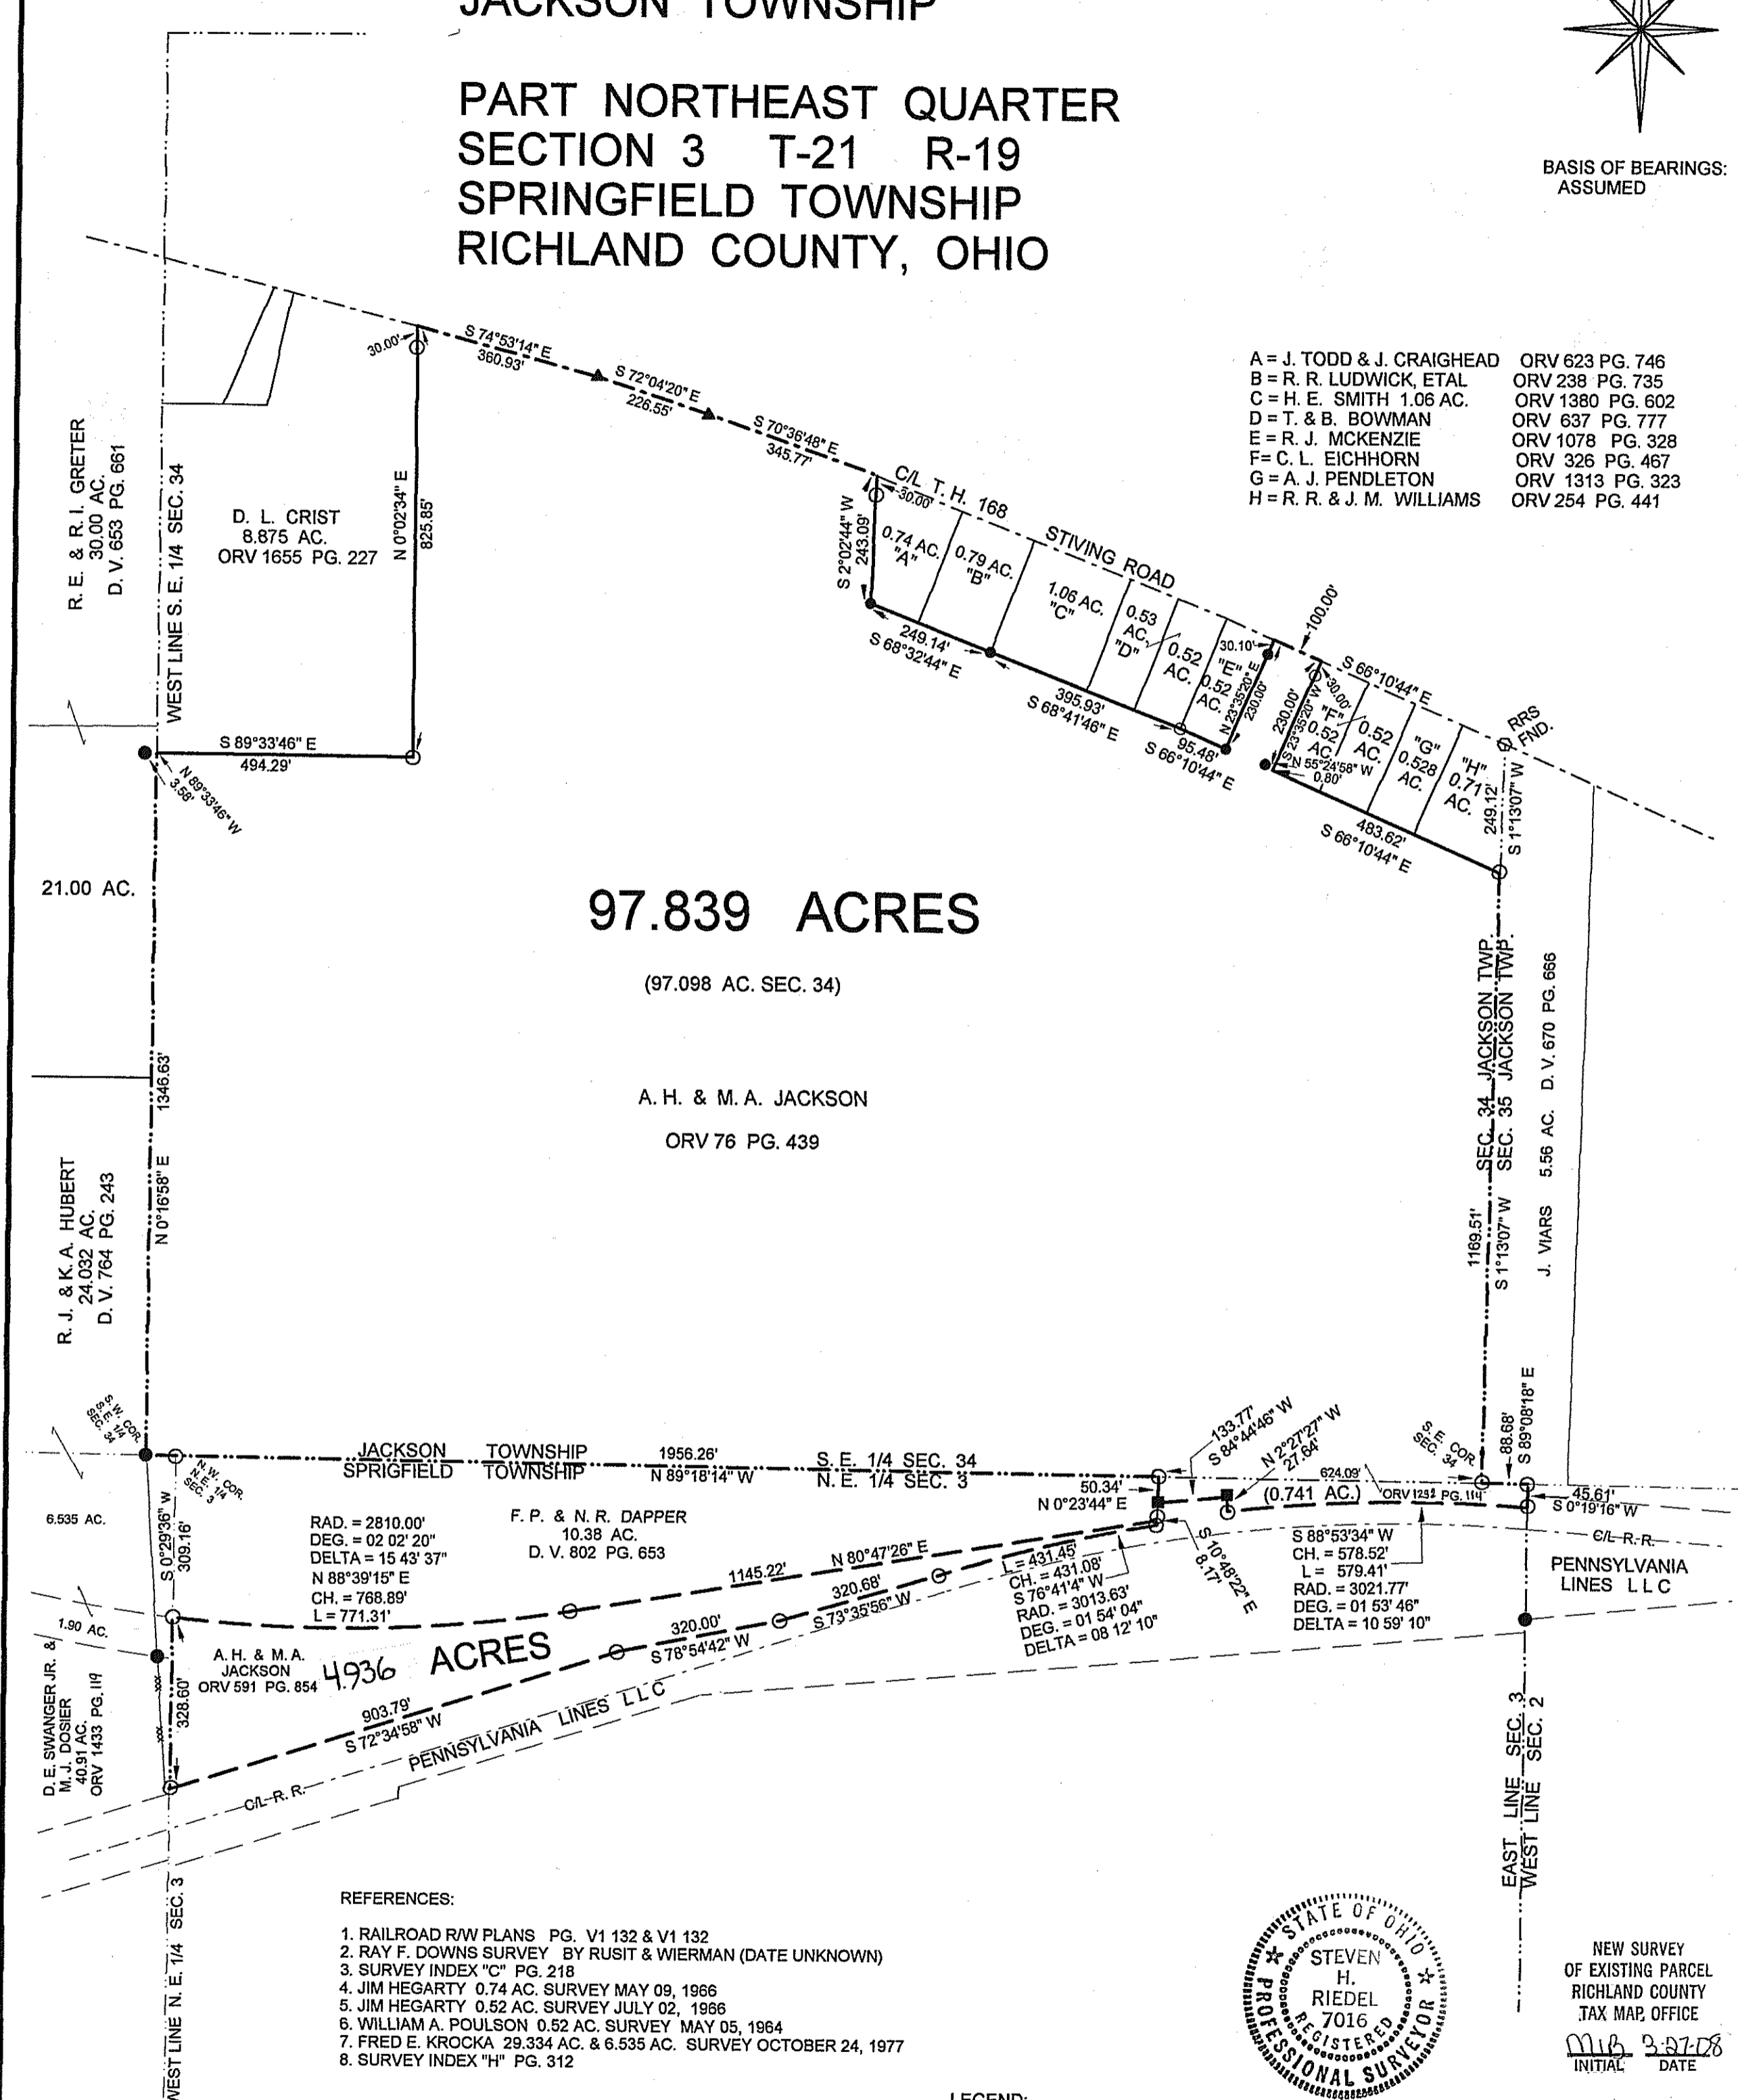 JACKSON TOWNSHIP
PART NORTHEAST QUARTER
SECTION 3 T-21 R-19
SPRINGFIELD TOWNSHIP
RICHLAND COUNTY, OHIO
BASIS OF BEARINGS:
ASSUMED
A = J. TODD & J. CRAIGHEAD ORV 623 PG. 746
B = R. R. LUDWICK, ETAL ORV 238 PG. 735
C = H. E. SMITH 1.06 AC. ORV 1380 PG. 602
D = T. & B. BOWMAN ORV 637 PG. 777
E = R. J. MCKENZIE ORV 1078 PG. 328
F= C. L. EICHHORN ORV 326 PG. 467
G = A. J. PENDLETON ORV 1313 PG. 323
H = R. R. & J. M. WILLIAMS ORV 254 PG. 441
30.00'
S 74°53'14" E
360.93'
S 72°04'20" E
226.55'
S 70°36'48" E
345.77'
C/L T. H. 168 STIVING ROAD
30.00'
R. E. & R. I. GRETER
30.00 AC.
D. V. 653 PG. 661
WEST LINE S. E. 1/4 SEC. 34
D. L. CRIST
8.875 AC.
ORV 1655 PG. 227
N 0°02'34" E
825.85'
S 2°02'44" W
243.09'
0.74 AC.
"A"
0.79 AC.
"B"
1.06 AC.
"C"
0.53
AC.
"D"
0.52
AC.
"E"
0.52
AC.
30.10'
N 23°35'20" E
230.00'
100.00'
230.00'
S 23°35'20" W
30.00'
S 66°10'44" E
"F"
0.52
AC.
0.52
AC.
"G"
0.528
AC.
"H"
0.71
AC.
RRS
FND.
249.12'
S 1°13'07" W
249.14'
S 68°32'44" E
395.93'
S 68°41'46" E
95.48'
S 66°10'44" E
N 55°24'58" W
0.80'
483.62'
S 66°10'44" E
S 89°33'46" E
494.29'
N 89°33'46" W
3.58'
21.00 AC.
97.839 ACRES
(97.098 AC. SEC. 34)
A. H. & M. A. JACKSON
ORV 76 PG. 439
1346.63'
N 0°16'58" E
R. J. & K. A. HUBERT
24.032 AC.
D. V. 764 PG. 243
SEC. 34 JACKSON TWP.
SEC. 35 JACKSON TWP.
1169.51'
S 1°13'07" W
J. VIARS 5.56 AC. D. V. 670 PG. 666
S. W. COR.
S. E. 1/4
SEC. 34
N. W. COR.
N. E. 1/4
SEC. 3
JACKSON TOWNSHIP 1956.26' S. E. 1/4 SEC. 34
SPRIGFIELD TOWNSHIP N 89°18'14" W N. E. 1/4 SEC. 3
133.77'
S 84°44'46" W
N 2°27'27" W
27.64'
S. E. COR.
SEC. 34
88.68'
S 89°08'18" E
624.09'
50.34'
N 0°23'44" E
(0.741 AC.)
ORV 1252 PG. 114
45.61'
S 0°19'16" W
6.535 AC.
S 0°29'36" W
309.16'
RAD. = 2810.00'
DEG. = 02 02' 20"
DELTA = 15 43' 37"
N 88°39'15" E
CH. = 768.89'
L = 771.31'
F. P. & N. R. DAPPER
10.38 AC.
D. V. 802 PG. 653
1145.22'
N 80°47'26" E
S 10°48'22" E
8.17'
L = 431.45'
CH. = 431.08'
S 76°41'4" W
RAD. = 3013.63'
DEG. = 01 54' 04"
DELTA = 08 12' 10"
S 88°53'34" W
CH. = 578.52'
L = 579.41'
RAD. = 3021.77'
DEG. = 01 53' 46"
DELTA = 10 59' 10"
C/L R. R.
PENNSYLVANIA
LINES L L C
1.90 AC.
D. E. SWANGER JR. &
M. J. DOSIER
40.91 AC.
ORV 1433 PG. 119
328.60'
A. H. & M. A.
JACKSON
ORV 591 PG. 854
4.936 ACRES
320.00'
S 78°54'42" W
320.68'
S 73°35'56" W
903.79'
S 72°34'58" W
PENNSYLVANIA LINES L L C
C/L R. R.
EAST LINE SEC. 3
WEST LINE SEC. 2
WEST LINE N. E. 1/4 SEC. 3
REFERENCES:
1. RAILROAD R/W PLANS PG. V1 132 & V1 132
2. RAY F. DOWNS SURVEY BY RUSIT & WIERMAN (DATE UNKNOWN)
3. SURVEY INDEX "C" PG. 218
4. JIM HEGARTY 0.74 AC. SURVEY MAY 09, 1966
5. JIM HEGARTY 0.52 AC. SURVEY JULY 02, 1966
6. WILLIAM A. POULSON 0.52 AC. SURVEY MAY 05, 1964
7. FRED E. KROCKA 29.334 AC. & 6.535 AC. SURVEY OCTOBER 24, 1977
8. SURVEY INDEX "H" PG. 312
STATE OF OHIO
STEVEN
H.
RIEDEL
7016
REGISTERED
PROFESSIONAL SURVEYOR
NEW SURVEY
OF EXISTING PARCEL
RICHLAND COUNTY
TAX MAP OFFICE
MIB 3-27-08
INITIAL DATE
LEGEND: